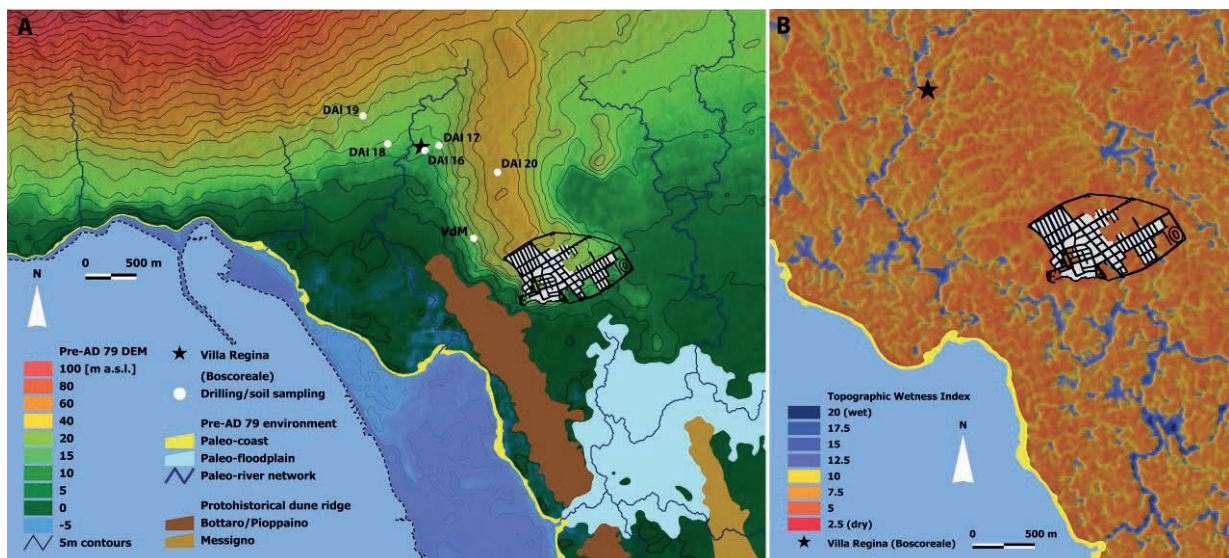 A
DAI 19
DAI 18
DAI 17
DAI 16
DAI 20
VdM
N
0 500 m
Pre-AD 79 DEM
100 [m a.s.l.]
80
60
40
20
15
10
5
0
-5
5m contours
Villa Regina
(Boscoreale)
Drilling/soil sampling
Pre-AD 79 environment
Paleo-coast
Paleo-floodplain
Paleo-river network
Protohistorical dune ridge
Bottaro/Pioppaino
Messigno
B
Topographic Wetness Index
20 (wet)
17.5
15
12.5
10
7.5
5
2.5 (dry)
Villa Regina (Boscoreale)
N
0 500 m